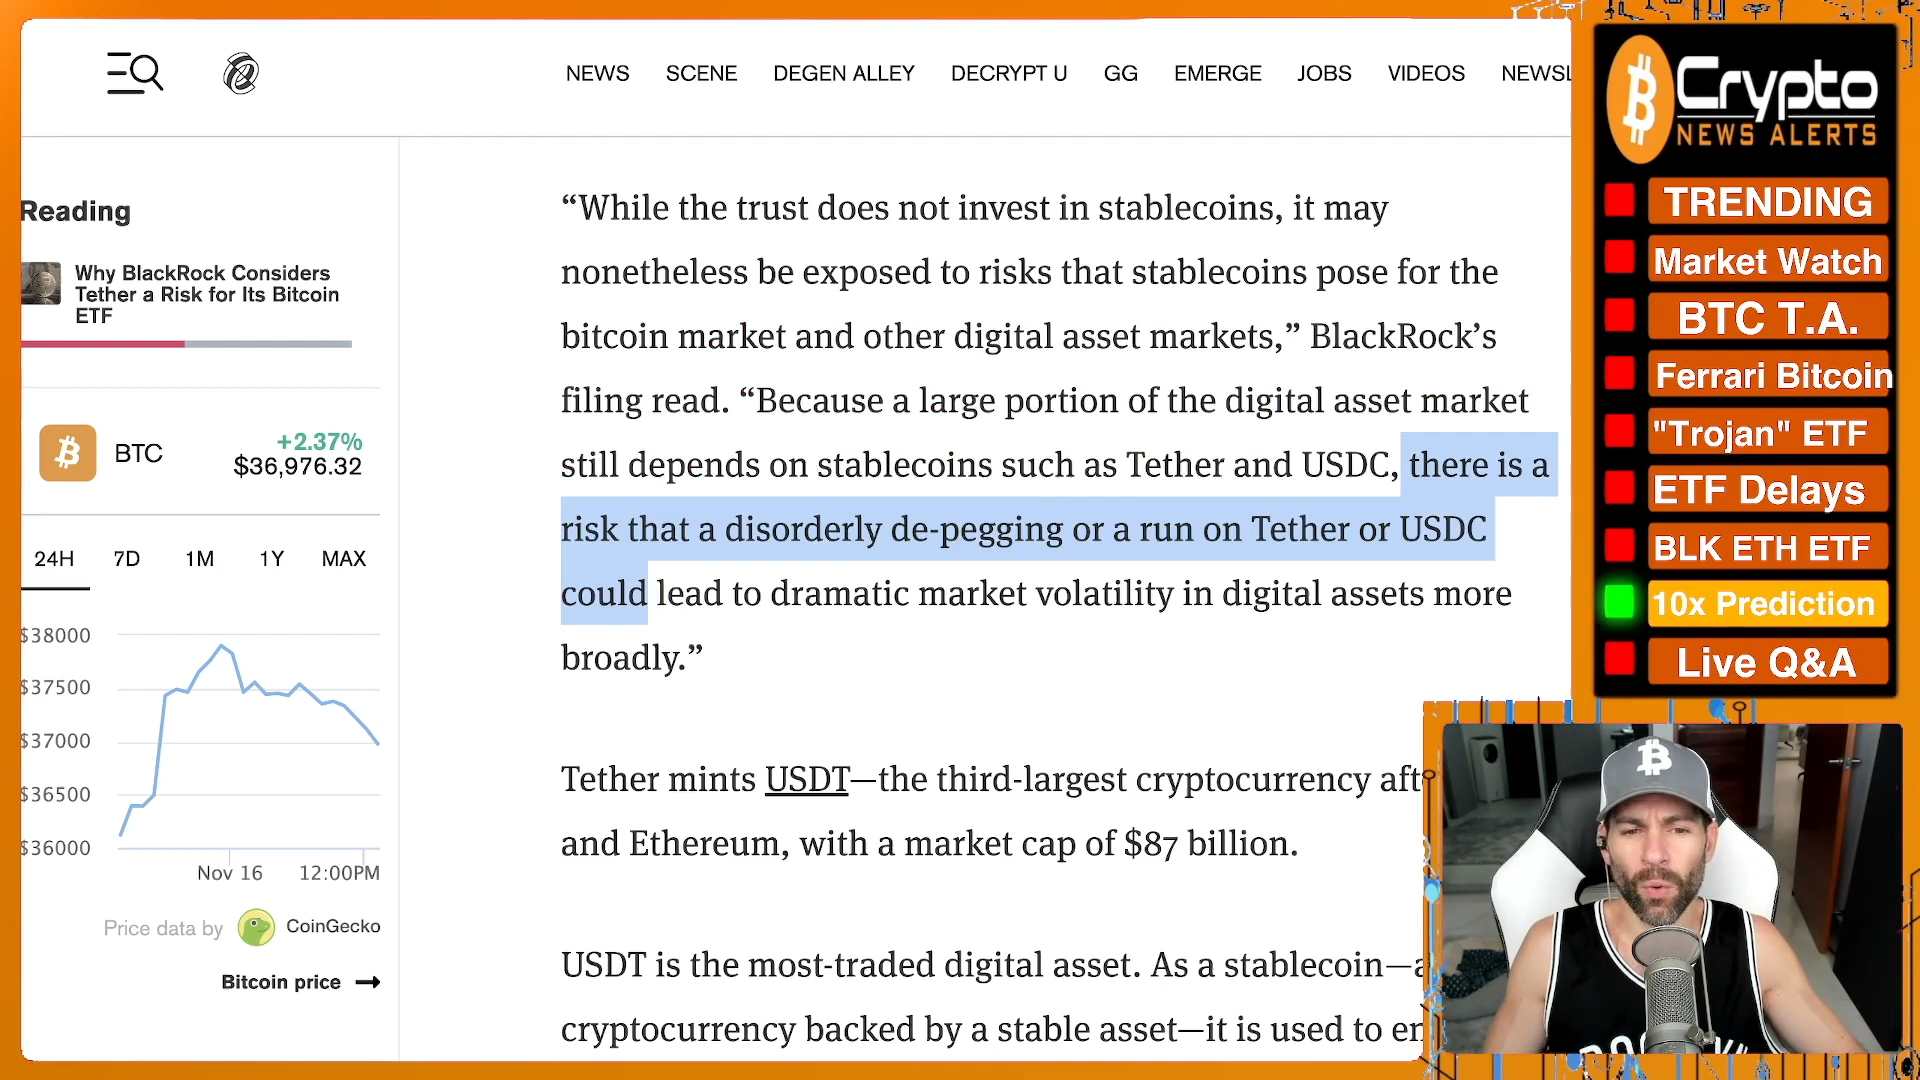 NEWS SCENE DEGEN ALLEY DECRYPT U GG EMERGE JOBS VIDEOS NEWSL
Reading
Why BlackRock Considers
Tether a Risk for Its Bitcoin
ETF
BTC
+2.37%
$36,976.32
24H 7D 1M 1Y MAX
$38000
$37500
$37000
$36500
$36000
Nov 16 12:00PM
Price data by CoinGecko
Bitcoin price
“While the trust does not invest in stablecoins, it may
nonetheless be exposed to risks that stablecoins pose for the
bitcoin market and other digital asset markets,” BlackRock’s
filing read. “Because a large portion of the digital asset market
still depends on stablecoins such as Tether and USDC, there is a
risk that a disorderly de-pegging or a run on Tether or USDC
could lead to dramatic market volatility in digital assets more
broadly.”
Tether mints USDT—the third-largest cryptocurrency aft
and Ethereum, with a market cap of $87 billion.
USDT is the most-traded digital asset. As a stablecoin—a
cryptocurrency backed by a stable asset—it is used to en
Crypto
NEWS ALERTS
TRENDING
Market Watch
BTC T.A.
Ferrari Bitcoin
"Trojan" ETF
ETF Delays
BLK ETH ETF
10x Prediction
Live Q&A